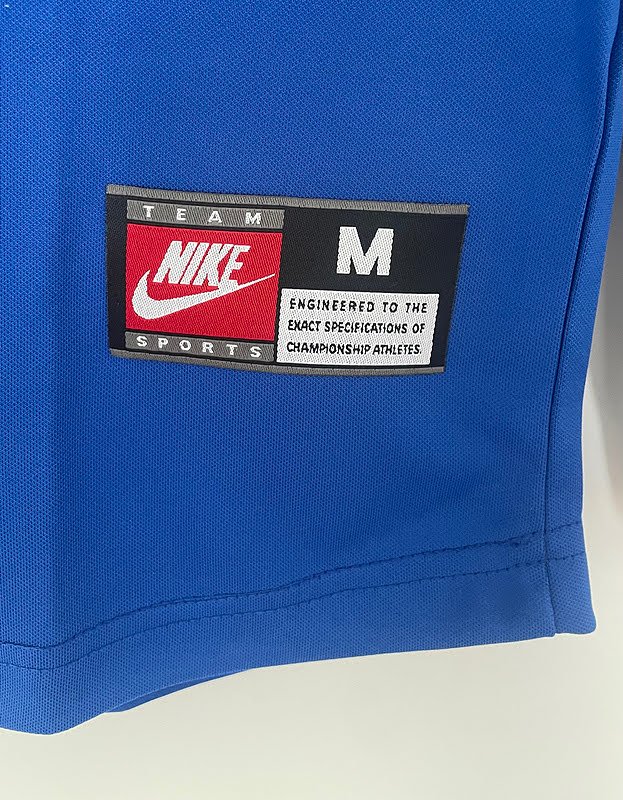 TEAM
NIKE
SPORTS
M
ENGINEERED TO THE
EXACT SPECIFICATIONS OF
CHAMPIONSHIP ATHLETES.